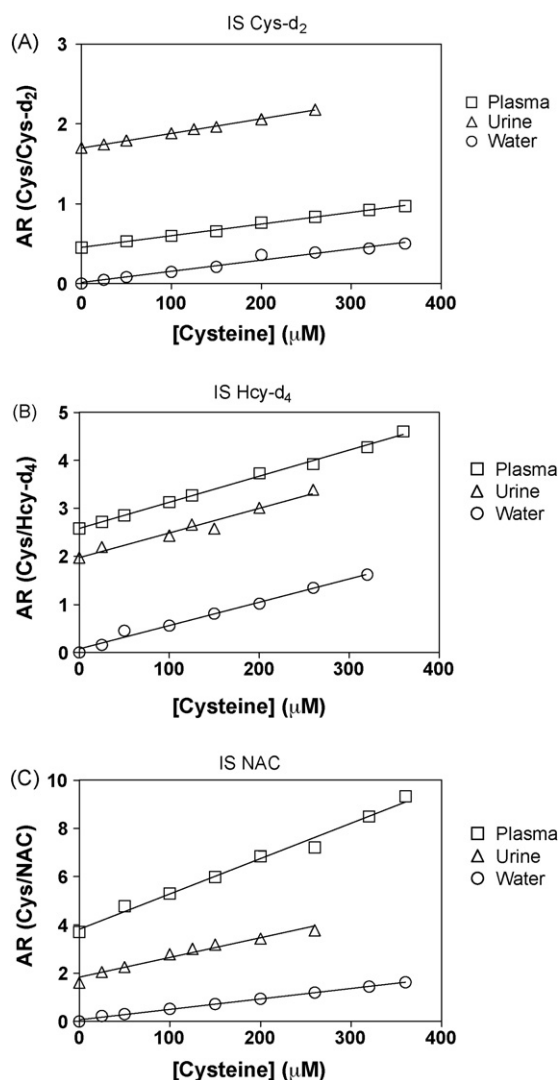 (A)
IS Cys-d₂
AR (Cys/Cys-d₂)
3
2
1
0
0 100 200 300 400
[Cysteine] (μM)
Plasma
Urine
Water
(B)
IS Hcy-d₄
AR (Cys/Hcy-d₄)
5
4
3
2
1
0
0 100 200 300 400
[Cysteine] (μM)
Plasma
Urine
Water
(C)
IS NAC
AR (Cys/NAC)
10
8
6
4
2
0
0 100 200 300 400
[Cysteine] (μM)
Plasma
Urine
Water